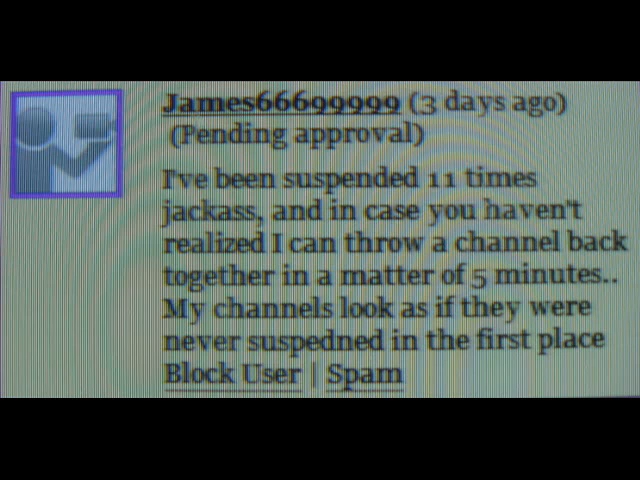 James66699999 (3 days ago)
(Pending approval)
I've been suspended 11 times
jackass, and in case you haven't
realized I can throw a channel back
together in a matter of 5 minutes..
My channels look as if they were
never suspedned in the first place
Block User | Spam